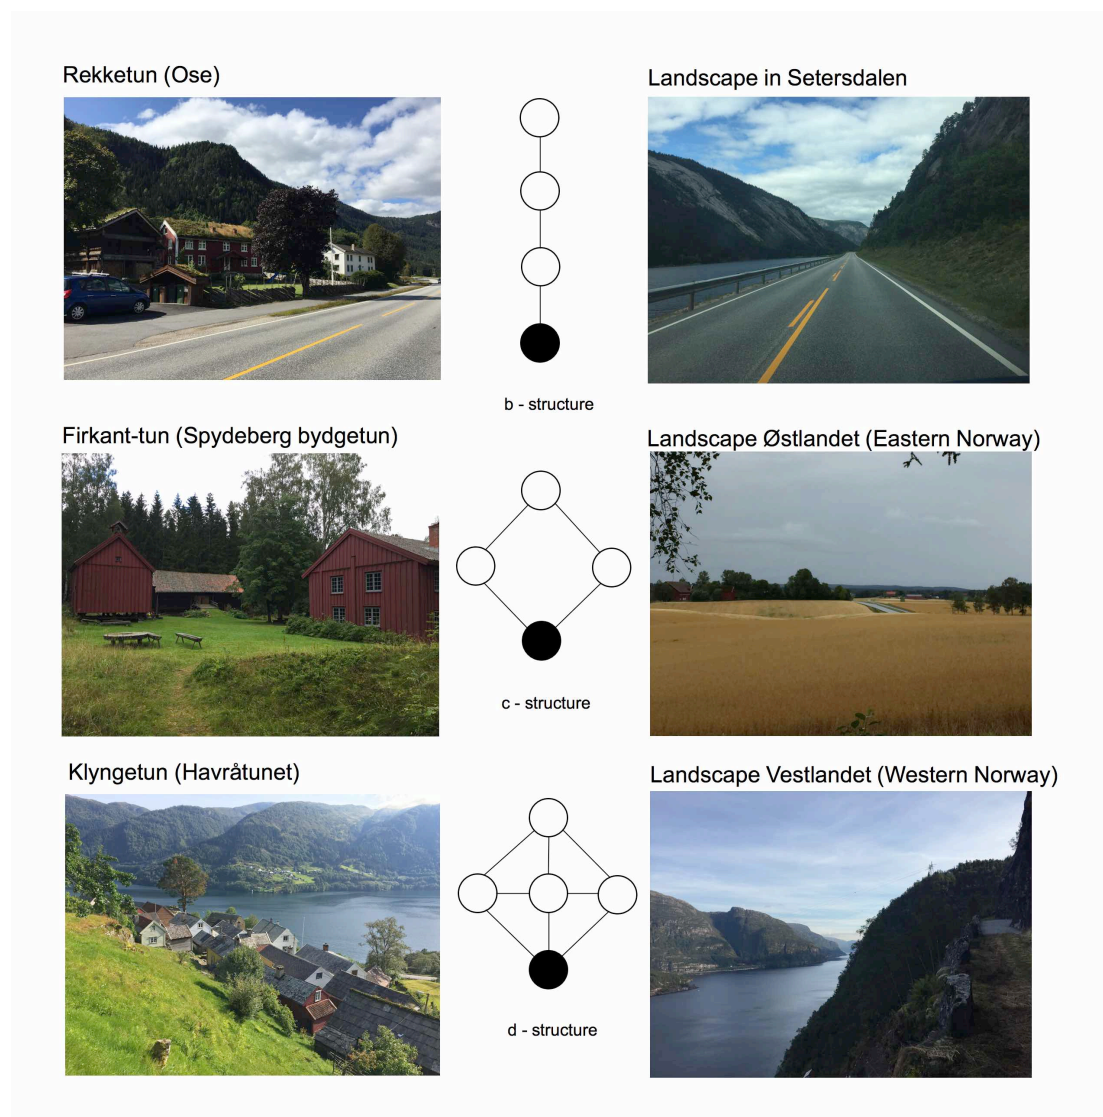 Rekketun (Ose)
Landscape in Setersdalen
b - structure
Firkant-tun (Spydeberg bydgetun)
Landscape Østlandet (Eastern Norway)
c - structure
Klyngetun (Havråtunet)
Landscape Vestlandet (Western Norway)
d - structure